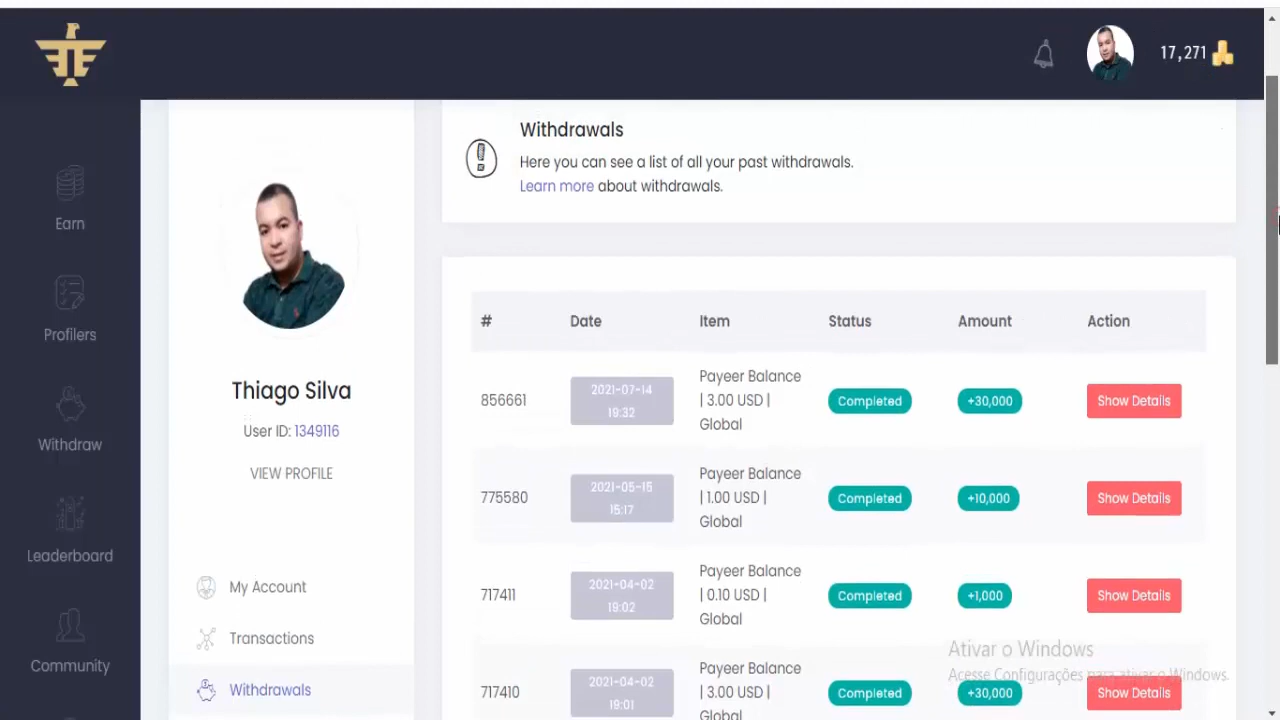 17,271
Earn
Profilers
Withdraw
Leaderboard
Community
Thiago Silva
User ID: 1349116
VIEW PROFILE
My Account
Transactions
Withdrawals
Withdrawals
Here you can see a list of all your past withdrawals.
Learn more about withdrawals.
# Date Item Status Amount Action
856661
2021-07-14
19:32
Payeer Balance
| 3.00 USD |
Global
Completed
+30,000
Show Details
775580
2021-05-15
15:17
Payeer Balance
| 1.00 USD |
Global
Completed
+10,000
Show Details
717411
2021-04-02
19:02
Payeer Balance
| 0.10 USD |
Global
Completed
+1,000
Show Details
717410
2021-04-02
19:01
Payeer Balance
| 3.00 USD |
Global
Completed
+30,000
Show Details
Ativar o Windows
Acesse Configurações para ativar o Windows.